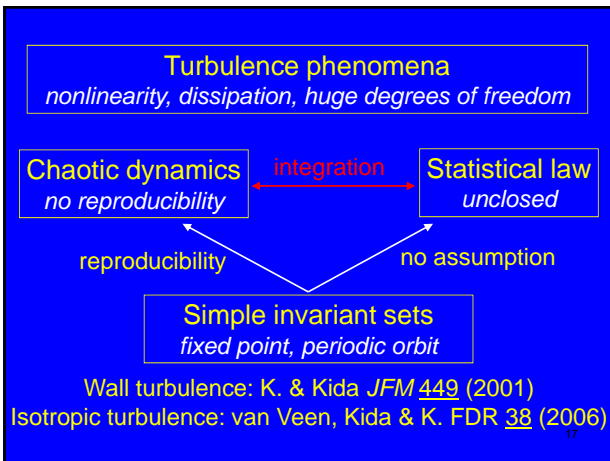 Turbulence phenomena
nonlinearity, dissipation, huge degrees of freedom
Chaotic dynamics
no reproducibility
integration
Statistical law
unclosed
reproducibility
no assumption
Simple invariant sets
fixed point, periodic orbit
Wall turbulence: K. & Kida JFM 449 (2001)
Isotropic turbulence: van Veen, Kida & K. FDR 38 (2006)
17